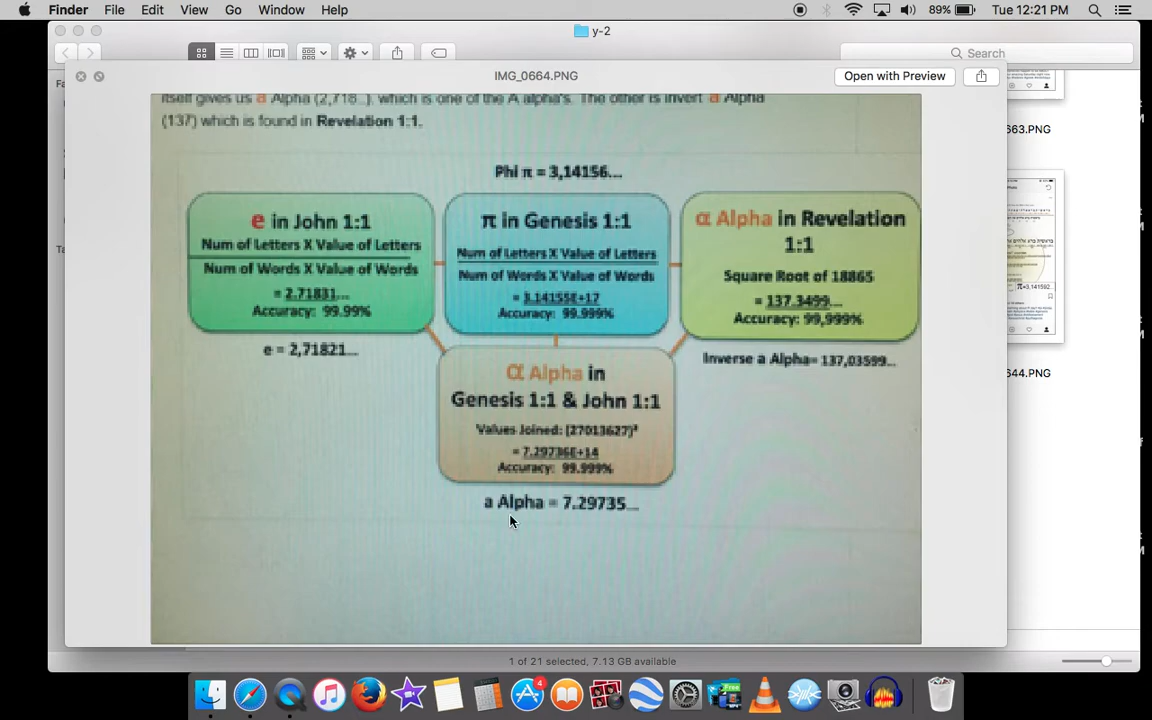 Finder File Edit View Go Window Help 89% Tue 12:21 PM
y-2
Search
IMG_0664.PNG
Open with Preview
Fa
itself gives us a Alpha (2,718...), which is one of the A alpha's. The other is invert a Alpha
(137) which is found in Revelation 1:1.
663.PNG
Phi π = 3,14156...
e in John 1:1
Num of Letters X Value of Letters
Num of Words X Value of Words
= 2.71831...
Accuracy: 99.99%
e = 2,71821...
π in Genesis 1:1
Num of Letters X Value of Letters
Num of Words X Value of Words
= 3.14155E+17
Accuracy: 99.999%
α Alpha in Revelation
1:1
Square Root of 18865
= 137.3499...
Accuracy: 99,999%
Inverse a Alpha= 137,03599...
α Alpha in
Genesis 1:1 & John 1:1
Values Joined: (27013627)²
= 7.29736E+14
Accuracy: 99.999%
a Alpha = 7.29735...
644.PNG
1 of 21 selected, 7.13 GB available
4
Free